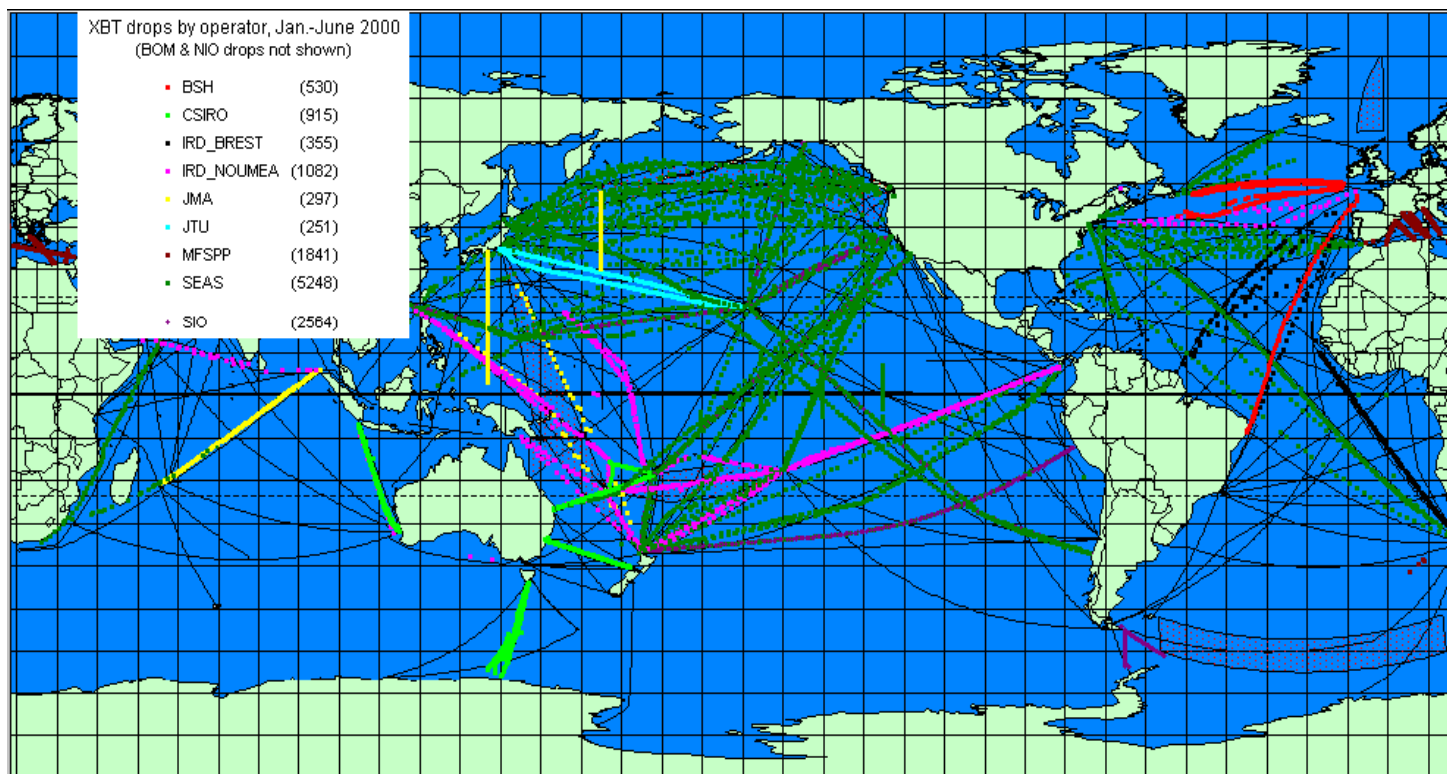 XBT drops by operator, Jan.-June 2000
(BOM & NIO drops not shown)
BSH (530)
CSIRO (915)
IRD_BREST (355)
IRD_NOUMEA (1082)
JMA (297)
JTU (251)
MFSPP (1841)
SEAS (5248)
SIO (2564)